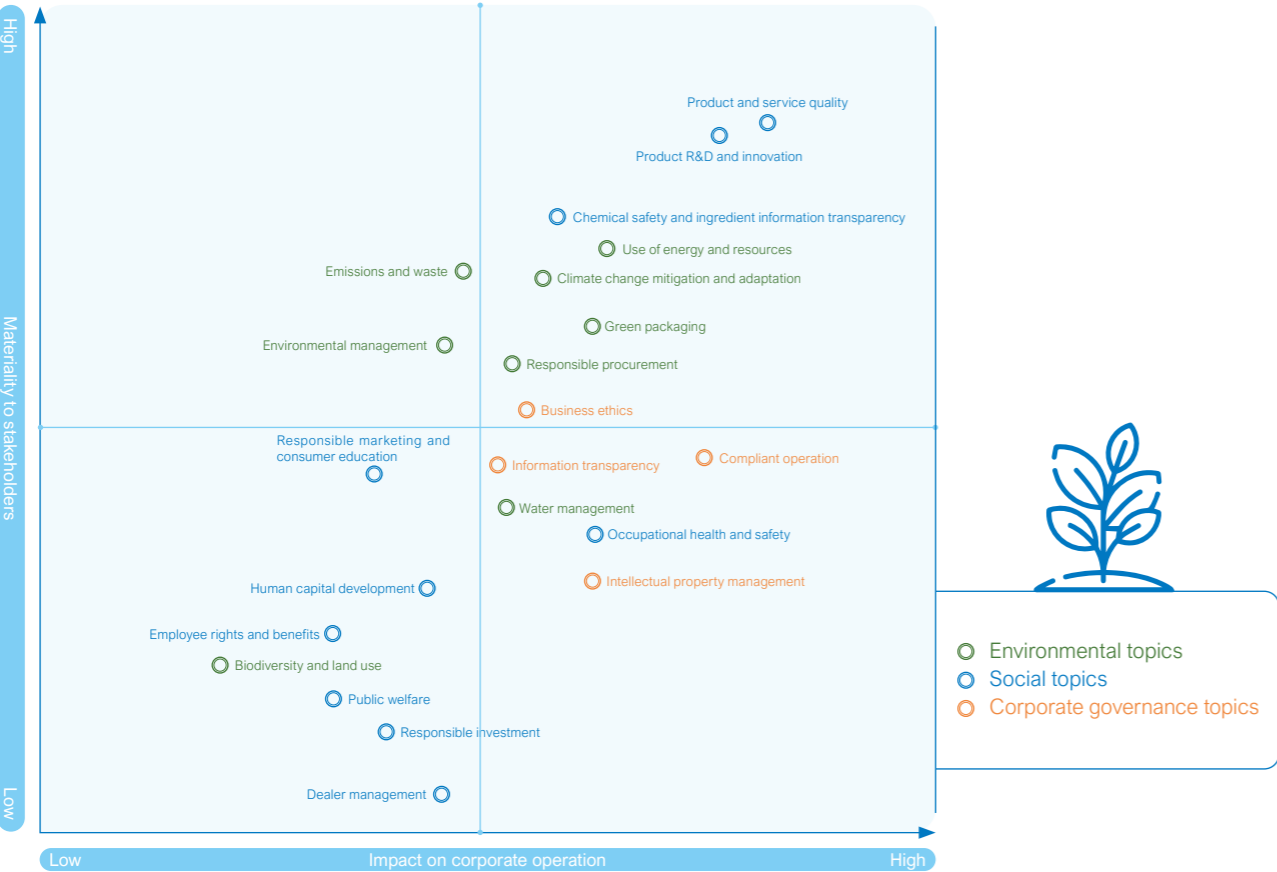 High
Materiality to stakeholders
Low
Product and service quality
Product R&D and innovation
Chemical safety and ingredient information transparency
Use of energy and resources
Emissions and waste
Climate change mitigation and adaptation
Green packaging
Environmental management
Responsible procurement
Business ethics
Responsible marketing and
consumer education
Information transparency
Compliant operation
Water management
Occupational health and safety
Intellectual property management
Human capital development
Employee rights and benefits
Biodiversity and land use
Public welfare
Responsible investment
Dealer management
Low
Impact on corporate operation
High
Environmental topics
Social topics
Corporate governance topics